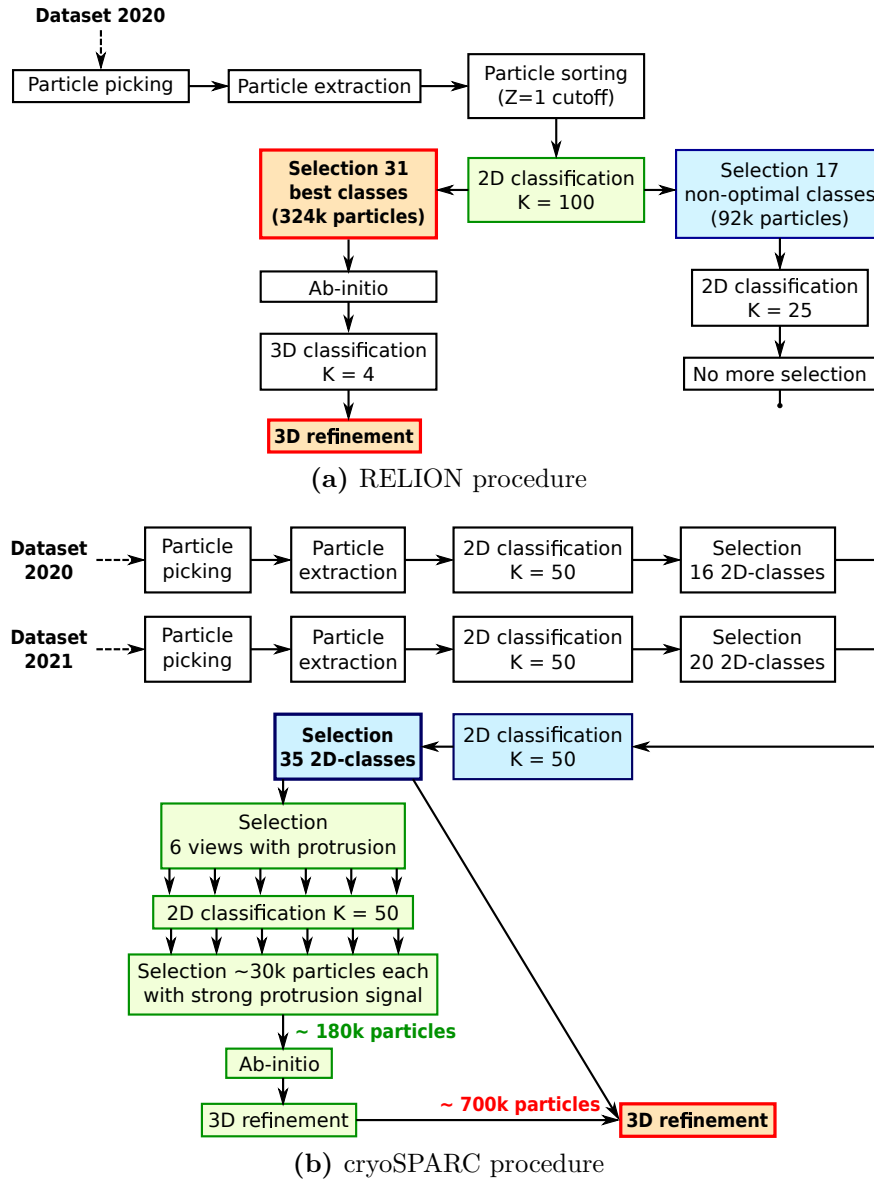 Dataset 2020
Particle picking
Particle extraction
Particle sorting
(Z=1 cutoff)
Selection 31
best classes
(324k particles)
2D classification
K = 100
Selection 17
non-optimal classes
(92k particles)
Ab-initio
2D classification
K = 25
3D classification
K = 4
No more selection
3D refinement
(a) RELION procedure
Dataset
2020
Particle
picking
Particle
extraction
2D classification
K = 50
Selection
16 2D-classes
Dataset
2021
Particle
picking
Particle
extraction
2D classification
K = 50
Selection
20 2D-classes
Selection
35 2D-classes
2D classification
K = 50
Selection
6 views with protrusion
2D classification K = 50
Selection ~30k particles each
with strong protrusion signal
~ 180k particles
Ab-initio
3D refinement
~ 700k particles
3D refinement
(b) cryoSPARC procedure